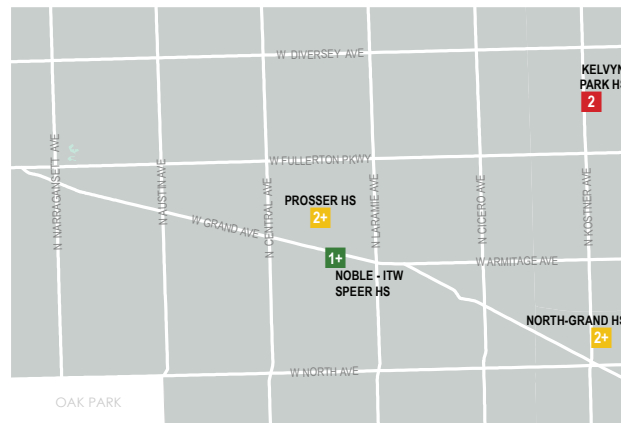 W DIVERSEY AVE
KELVYN
PARK HS
2
N NARRAGANSETT AVE
N AUSTIN AVE
N CENTRAL AVE
W FULLERTON PKWY
N LARAMIE AVE
N CICERO AVE
N KOSTNER AVE
PROSSER HS
2+
W GRAND AVE
1+
NOBLE - ITW
SPEER HS
W ARMITAGE AVE
NORTH-GRAND HS
2+
W NORTH AVE
OAK PARK